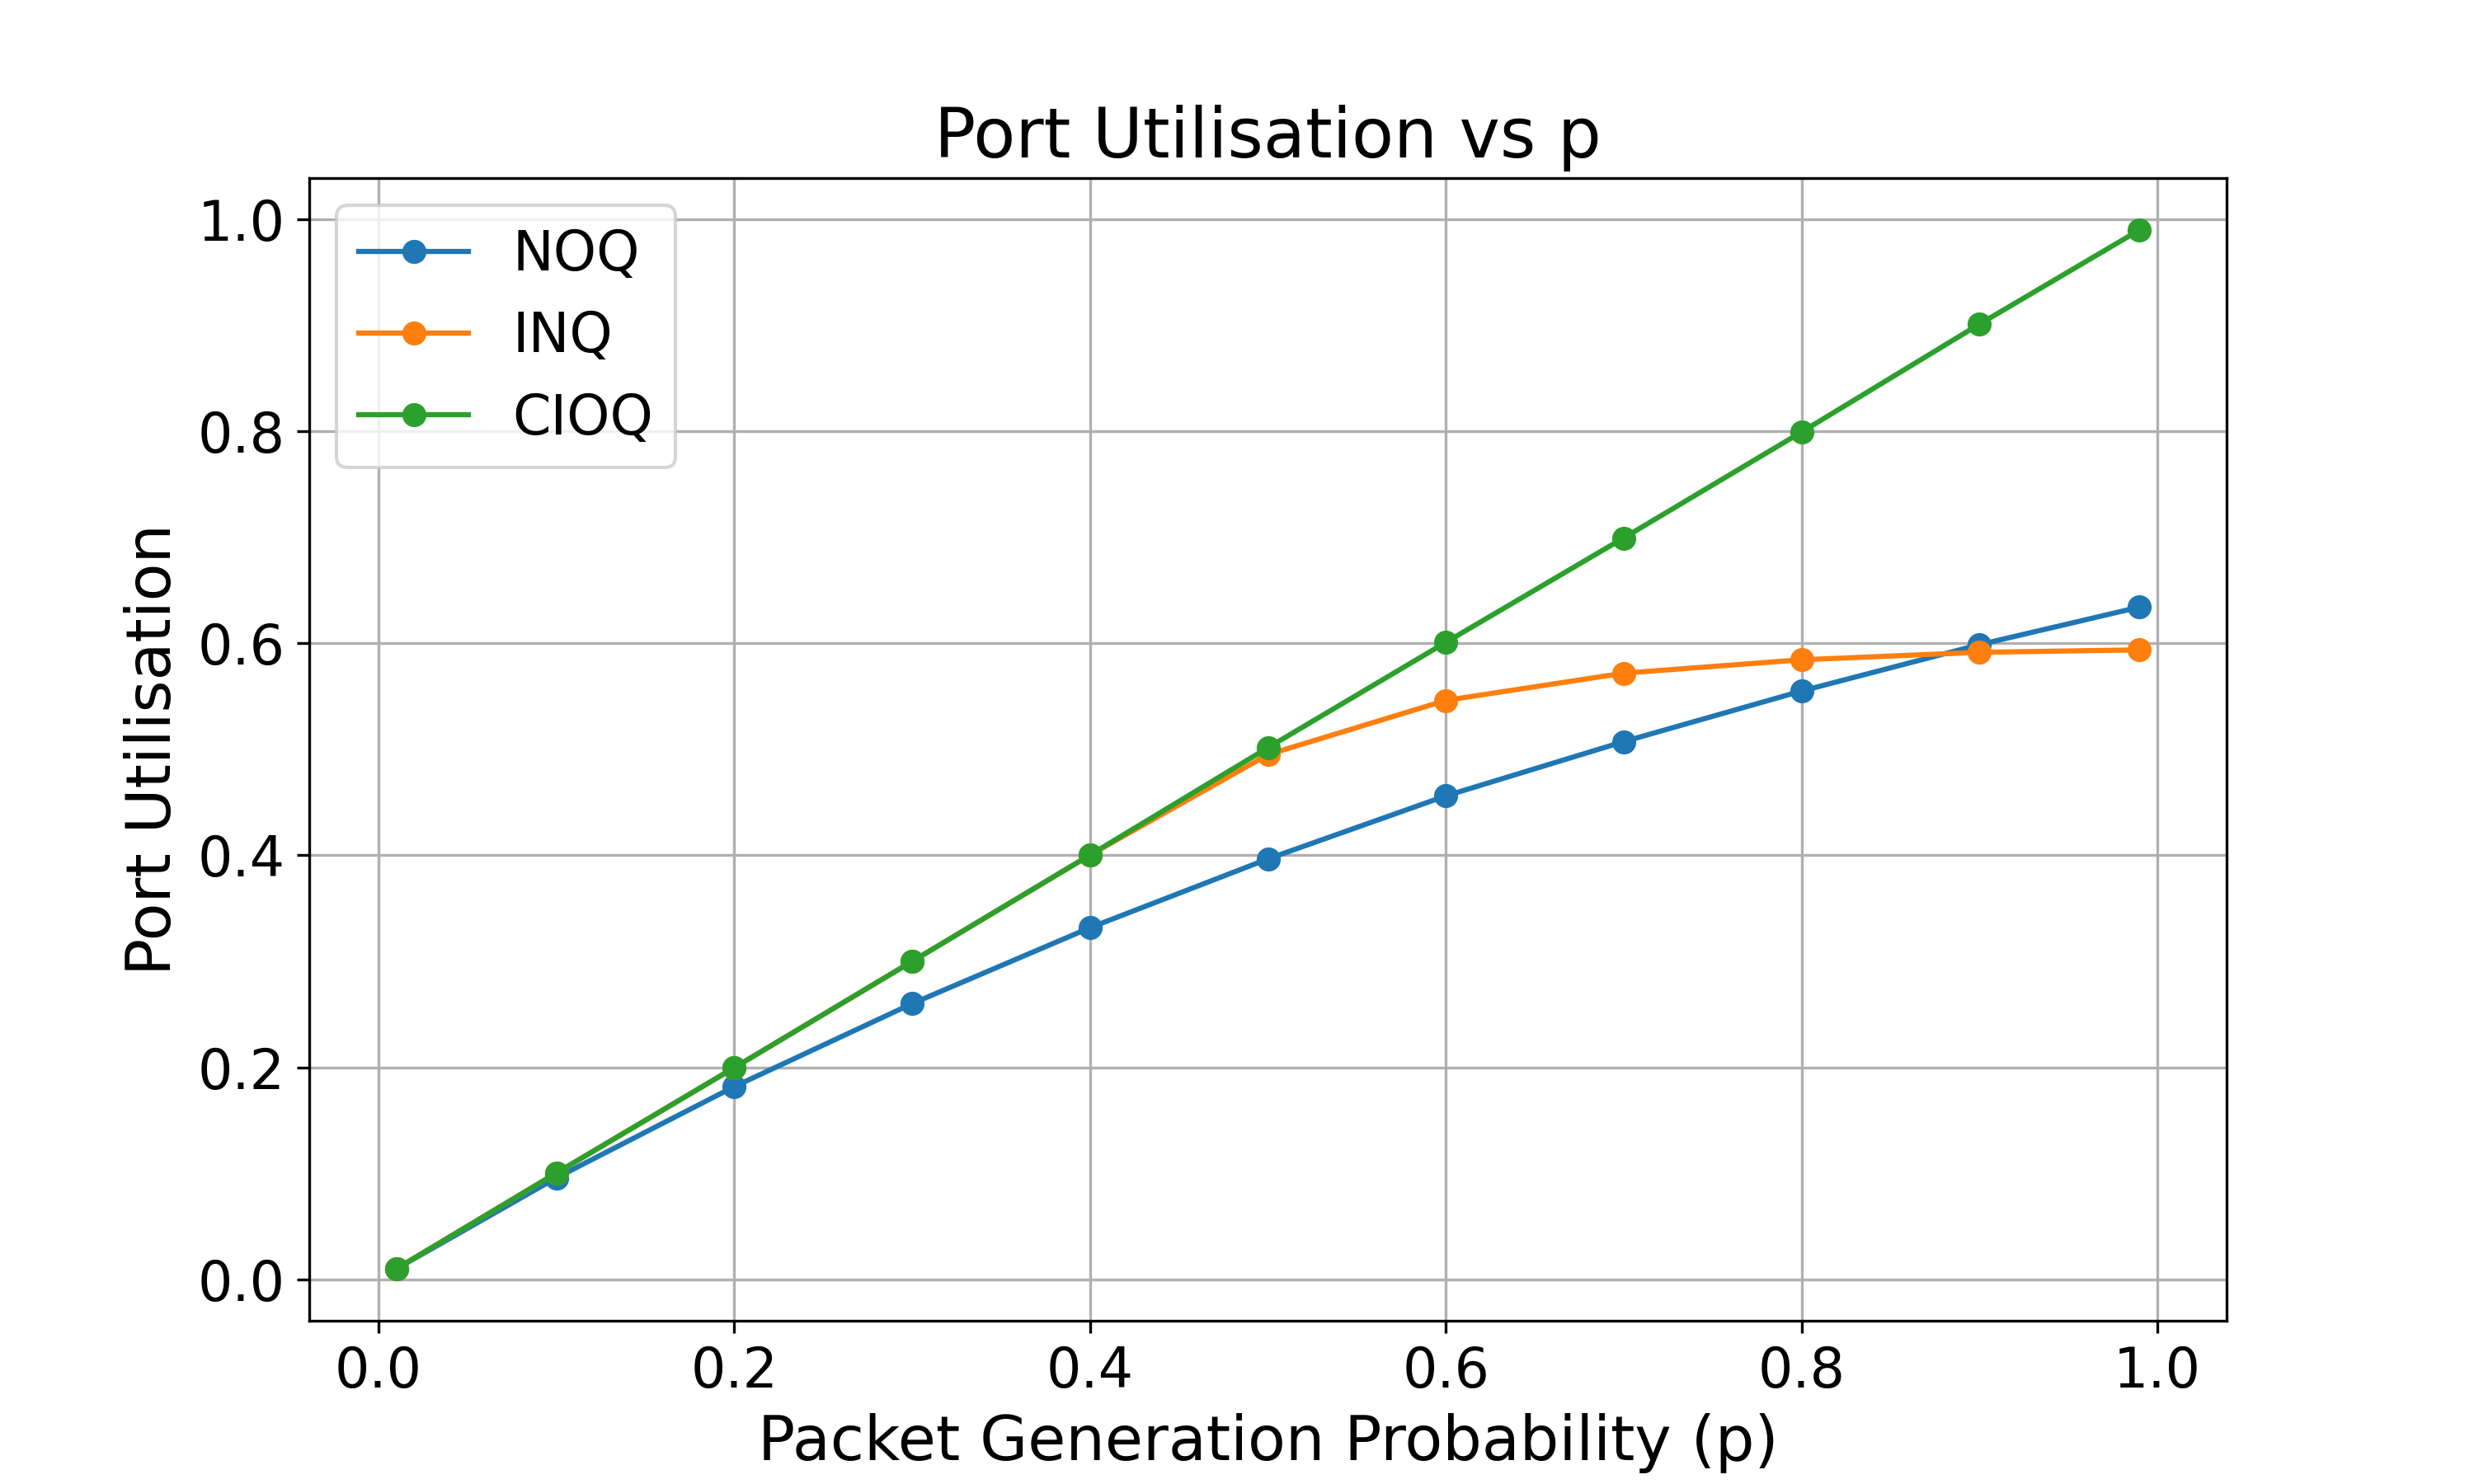 Port Utilisation vs p
1.0
0.8
0.6
0.4
0.2
0.0
Port Utilisation
NOQ
INQ
CIOQ
0.0 0.2 0.4 0.6 0.8 1.0
Packet Generation Probability (p)